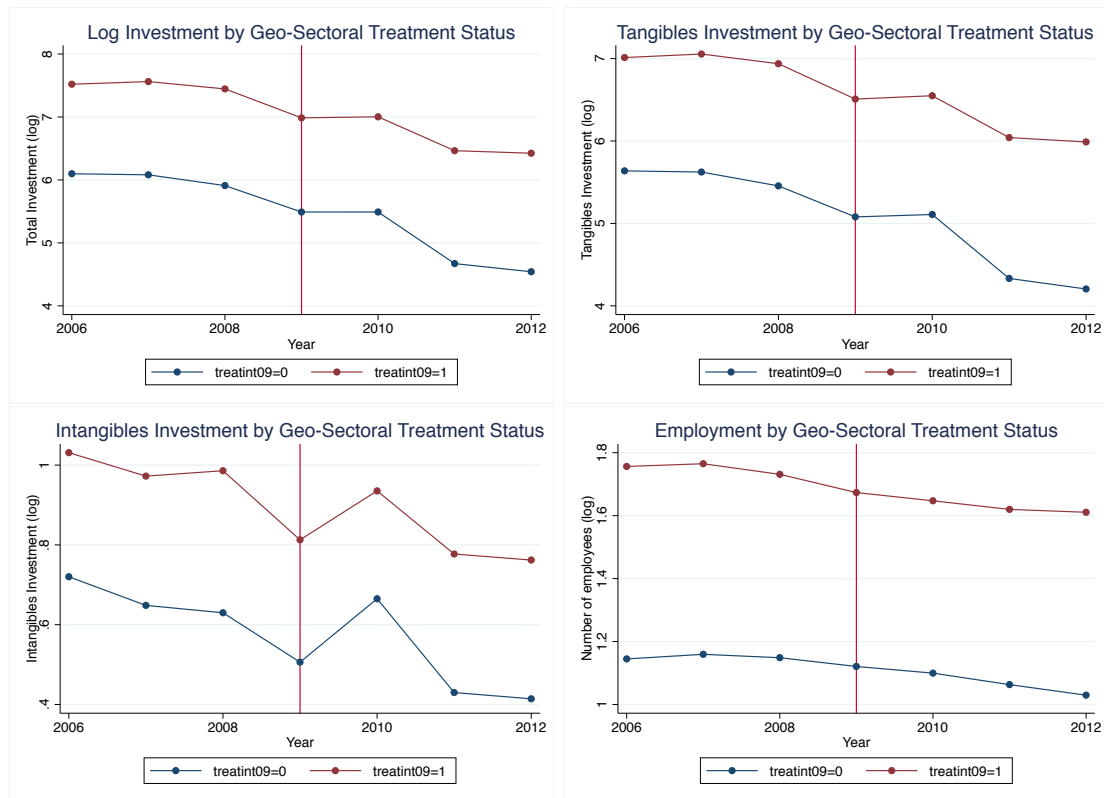 Log Investment by Geo-Sectoral Treatment Status
Total Investment (log)
8
7
6
5
4
2006 2008 2010 2012
Year
treatint09=0 treatint09=1
Tangibles Investment by Geo-Sectoral Treatment Status
Tangibles Investment (log)
7
6
5
4
2006 2008 2010 2012
Year
treatint09=0 treatint09=1
Intangibles Investment by Geo-Sectoral Treatment Status
Intangibles Investment (log)
1
.8
.6
.4
2006 2008 2010 2012
Year
treatint09=0 treatint09=1
Employment by Geo-Sectoral Treatment Status
Number of employees (log)
1.8
1.6
1.4
1.2
1
2006 2008 2010 2012
Year
treatint09=0 treatint09=1